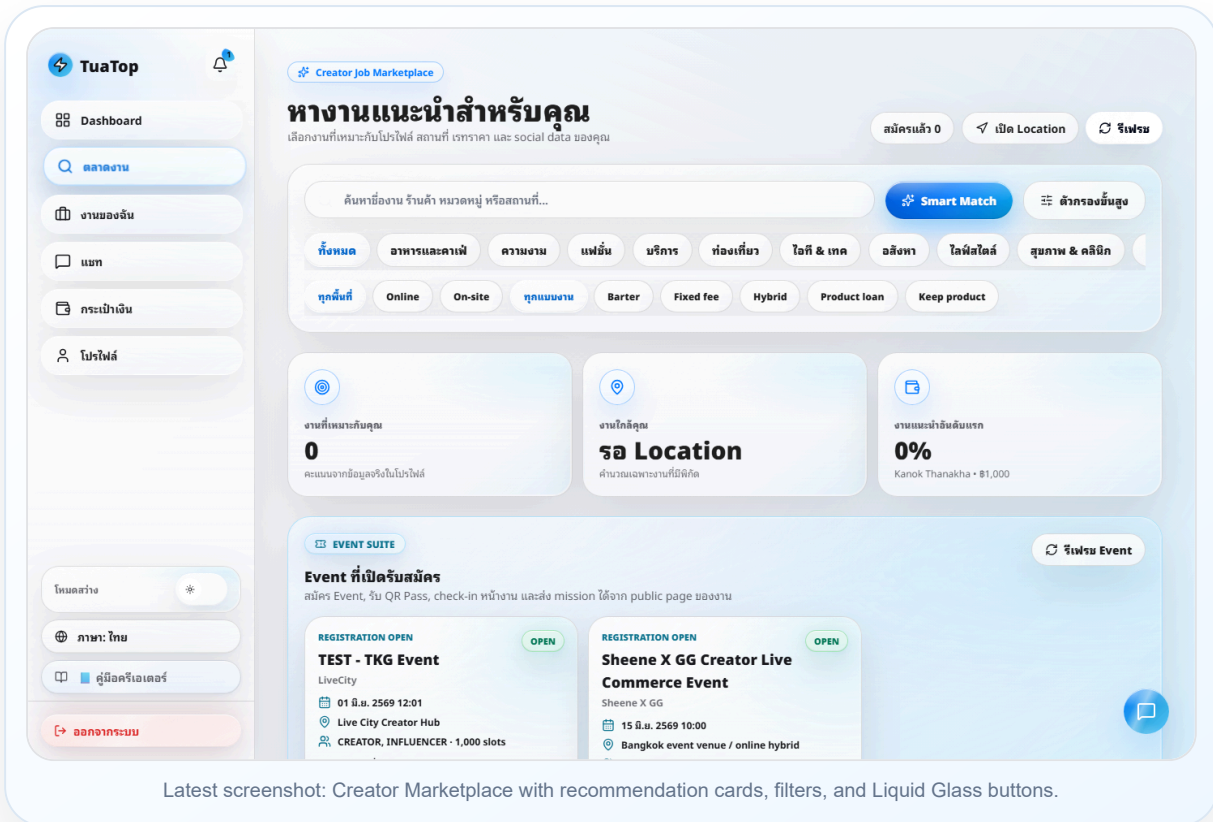 TuaTop
1
Dashboard
ตลาดงาน
งานของฉัน
แชท
กระเป๋าเงิน
โปรไฟล์
โหมดสว่าง
ภาษา: ไทย
คู่มือครีเอเตอร์
ออกจากระบบ
Creator Job Marketplace
หางานแนะนำสำหรับคุณ
เลือกงานที่เหมาะกับโปรไฟล์ สถานที่ เรทราคา และ social data ของคุณ
สมัครแล้ว 0
เปิด Location
รีเฟรช
ค้นหาชื่องาน ร้านค้า หมวดหมู่ หรือสถานที่...
Smart Match
ตัวกรองขั้นสูง
ทั้งหมด อาหารและคาเฟ่ ความงาม แฟชั่น บริการ ท่องเที่ยว ไอที & เทค อสังหา ไลฟ์สไตล์ สุขภาพ & คลินิก
ทุกพื้นที่ Online On-site ทุกแบบงาน Barter Fixed fee Hybrid Product loan Keep product
งานที่เหมาะกับคุณ
0
คะแนนจากข้อมูลจริงในโปรไฟล์
งานใกล้คุณ
รอ Location
คำนวณเฉพาะงานที่มีพิกัด
งานแนะนำอันดับแรก
0%
Kanok Thanakha • ฿1,000
EVENT SUITE
รีเฟรช Event
Event ที่เปิดรับสมัคร
สมัคร Event, รับ QR Pass, check-in หน้างาน และส่ง mission ได้จาก public page ของงาน
REGISTRATION OPEN
OPEN
TEST - TKG Event
LiveCity
01 มิ.ย. 2569 12:01
Live City Creator Hub
CREATOR, INFLUENCER · 1,000 slots
REGISTRATION OPEN
OPEN
Sheene X GG Creator Live
Commerce Event
Sheene X GG
15 มิ.ย. 2569 10:00
Bangkok event venue / online hybrid
Latest screenshot: Creator Marketplace with recommendation cards, filters, and Liquid Glass buttons.